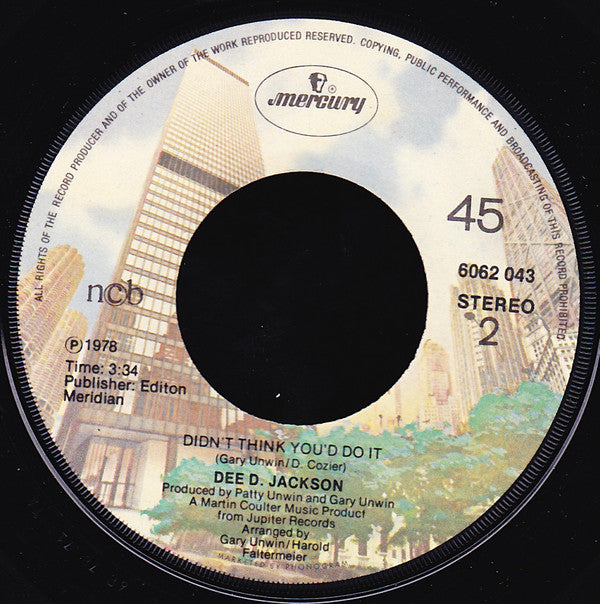 ALL RIGHTS OF THE RECORD PRODUCER AND OF THE OWNER OF THE WORK REPRODUCED RESERVED. COPYING, PUBLIC PERFORMANCE AND BROADCASTING OF THIS RECORD PROHIBITED.
mercury
45
6062 043
STEREO
2
ncb
Ⓟ 1978
Time: 3:34
Publisher: Editon
Meridian
DIDN'T THINK YOU'D DO IT
(Gary Unwin/D. Cozier)
DEE D. JACKSON
Produced by Patty Unwin and Gary Unwin
A Martin Coulter Music Product
from Jupiter Records
Arranged by
Gary Unwin/Harold
Faltermeier
MARKETED BY PHONOGRAM